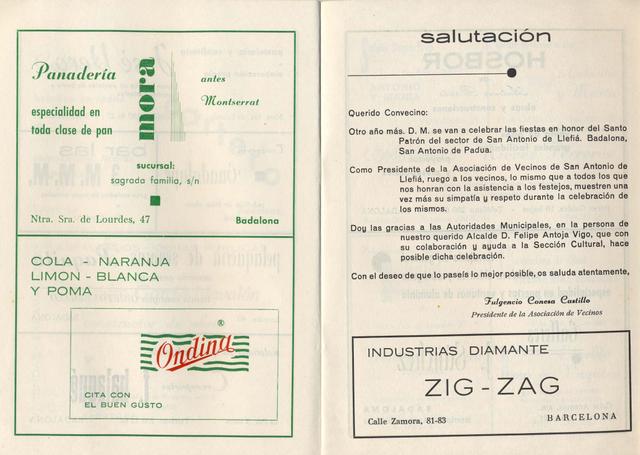 Panadería
mora
antes
Montserrat
especialidad en
toda clase de pan
sucursal:
sagrada familia, s/n
Ntra. Sra. de Lourdes, 47
Badalona
COLA - NARANJA
LIMON - BLANCA
Y POMA
Ondina ®
CITA CON
EL BUEN GUSTO
salutación
Querido Convecino:
Otro año más. D. M. se van a celebrar las fiestas en honor del Santo
Patrón del sector de San Antonio de Llefiá. Badalona,
San Antonio de Padua.
Como Presidente de la Asociación de Vecinos de San Antonio de
Llefiá, ruego a los vecinos, lo mismo que a todos los que
nos honran con la asistencia a los festejos, muestren una
vez más su simpatía y respeto durante la celebración de
los mismos.
Doy las gracias a las Autoridades Municipales, en la persona de
nuestro querido Alcalde D. Felipe Antoja Vigo, que con
su colaboración y ayuda a la Sección Cultural, hace
posible dicha celebración.
Con el deseo de que lo paseís lo mejor posible, os saluda atentamente,
Fulgencio Conesa Castillo
Presidente de la Asociación de Vecinos
INDUSTRIAS DIAMANTE
ZIG - ZAG
Calle Zamora, 81-83
BARCELONA